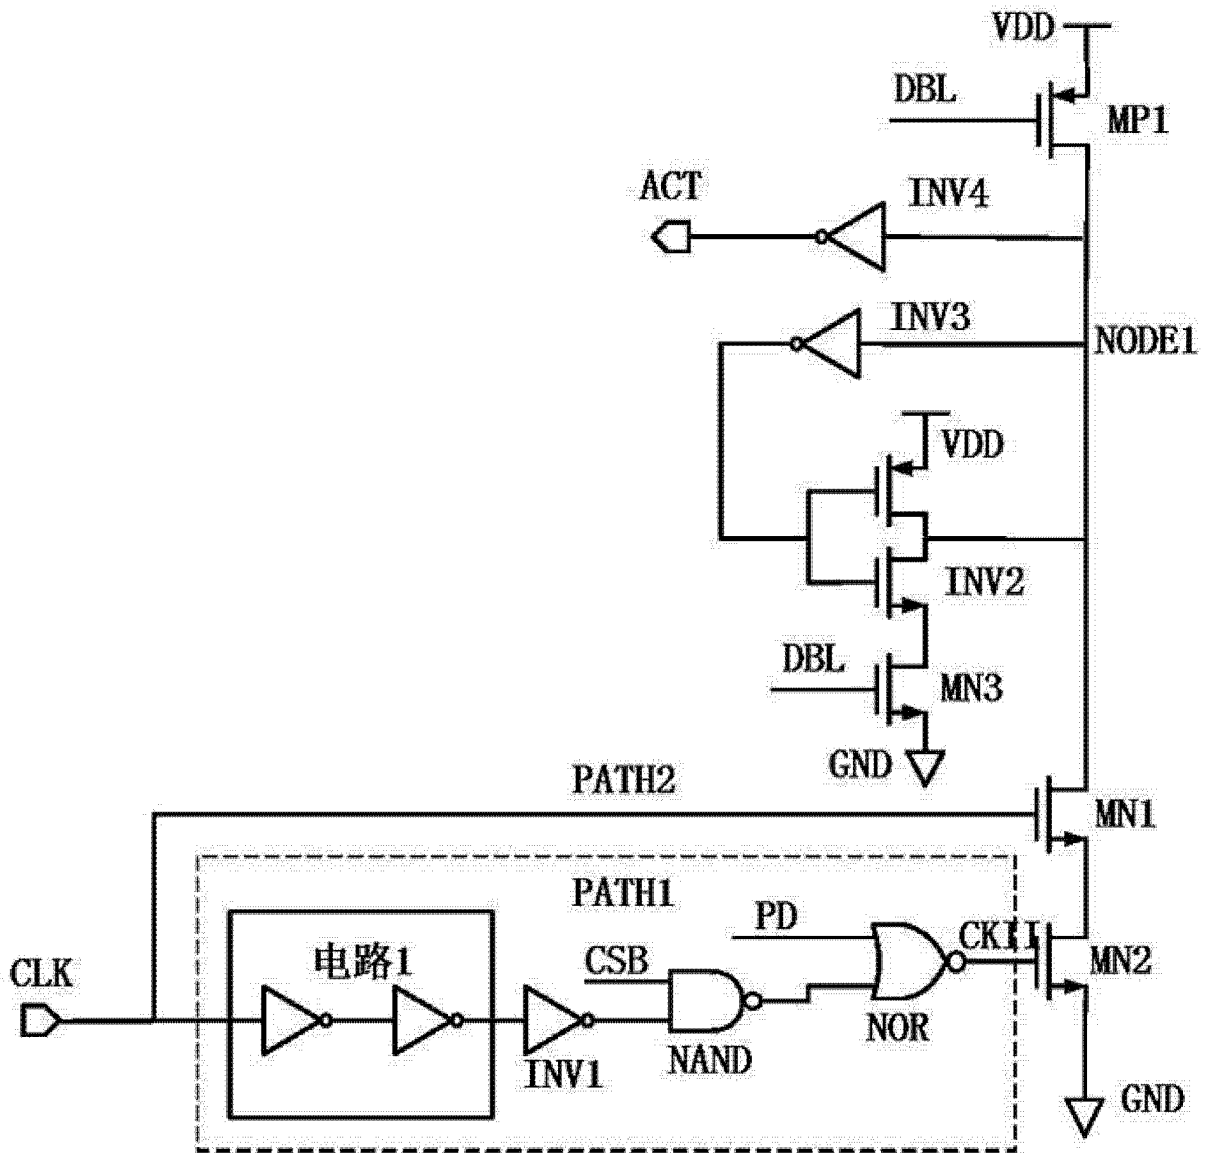 VDD
DBL
MP1
ACT
INV4
INV3
NODE1
VDD
INV2
DBL
MN3
GND
PATH2
MN1
PATH1
PD
CKII
CSB
MN2
电路1
CLK
NOR
NAND
INV1
GND